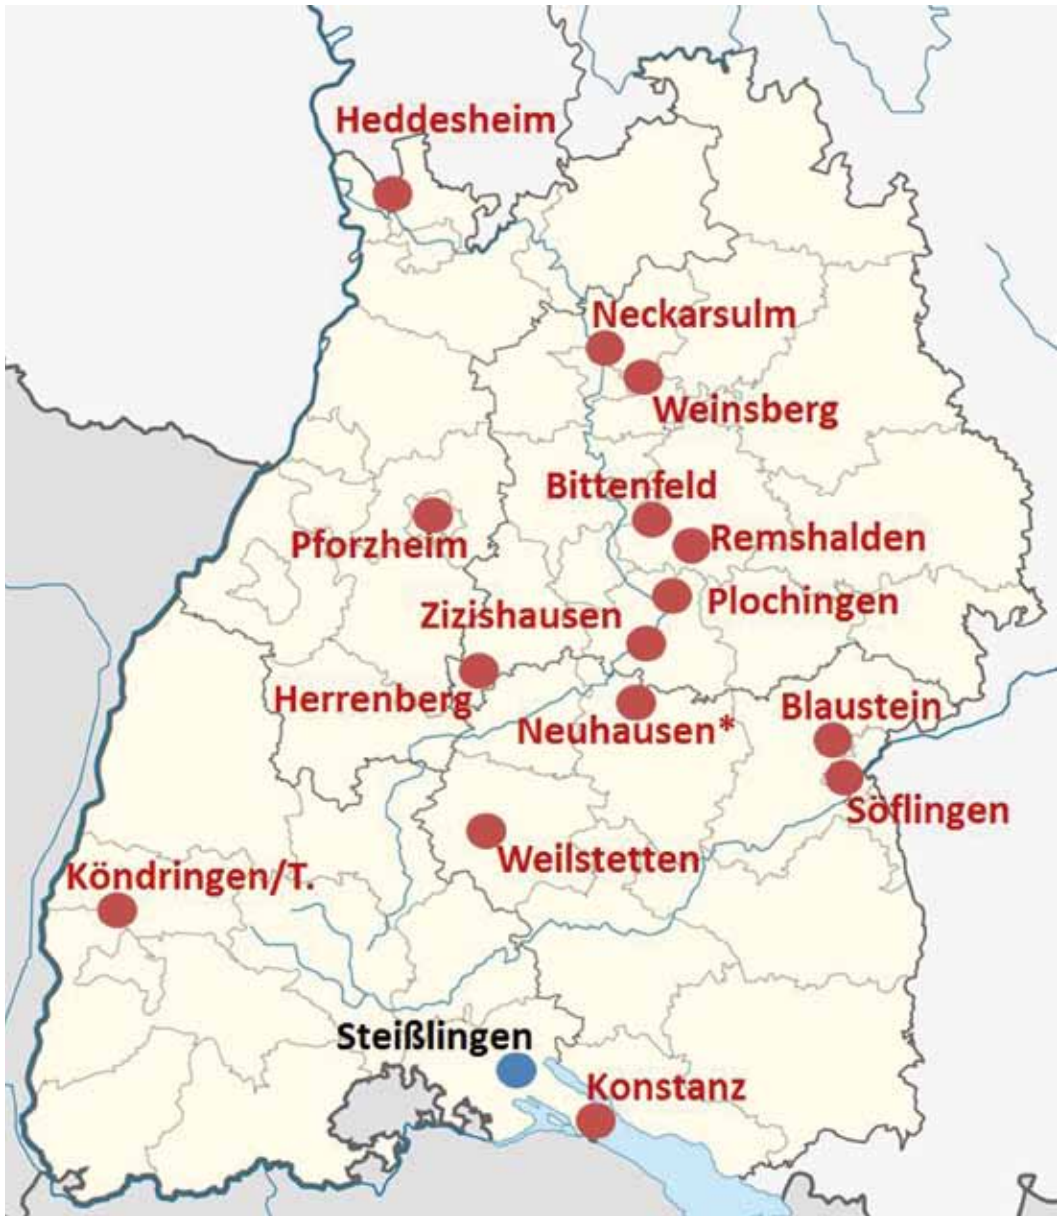 Heddesheim
Neckarsulm
Weinsberg
Bittenfeld
Remshalden
Pforzheim
Plochingen
Zizishausen
Herrenberg
Neuhausen*
Blaustein
Söflingen
Weilstetten
Köndringen/T.
Steißlingen
Konstanz